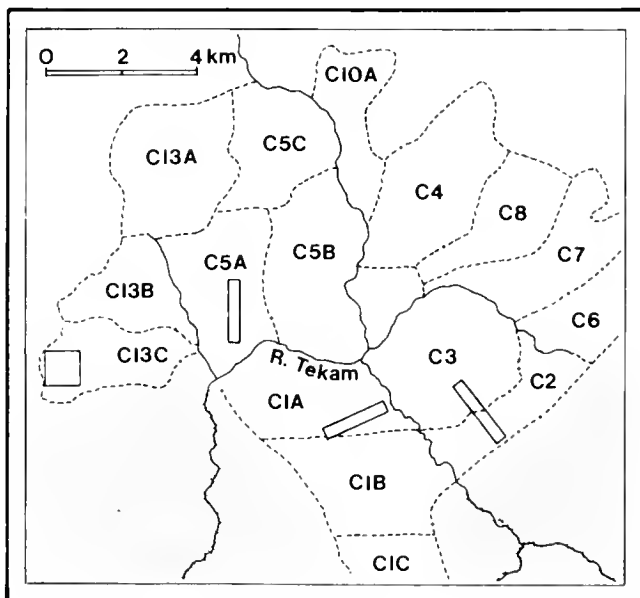 0 2 4 km
C10A
C5C
C13A
C4
C8
C5A
C5B
C7
C13B
C6
C13C
C3
C2
R. Tekam
C1A
C1B
C1C